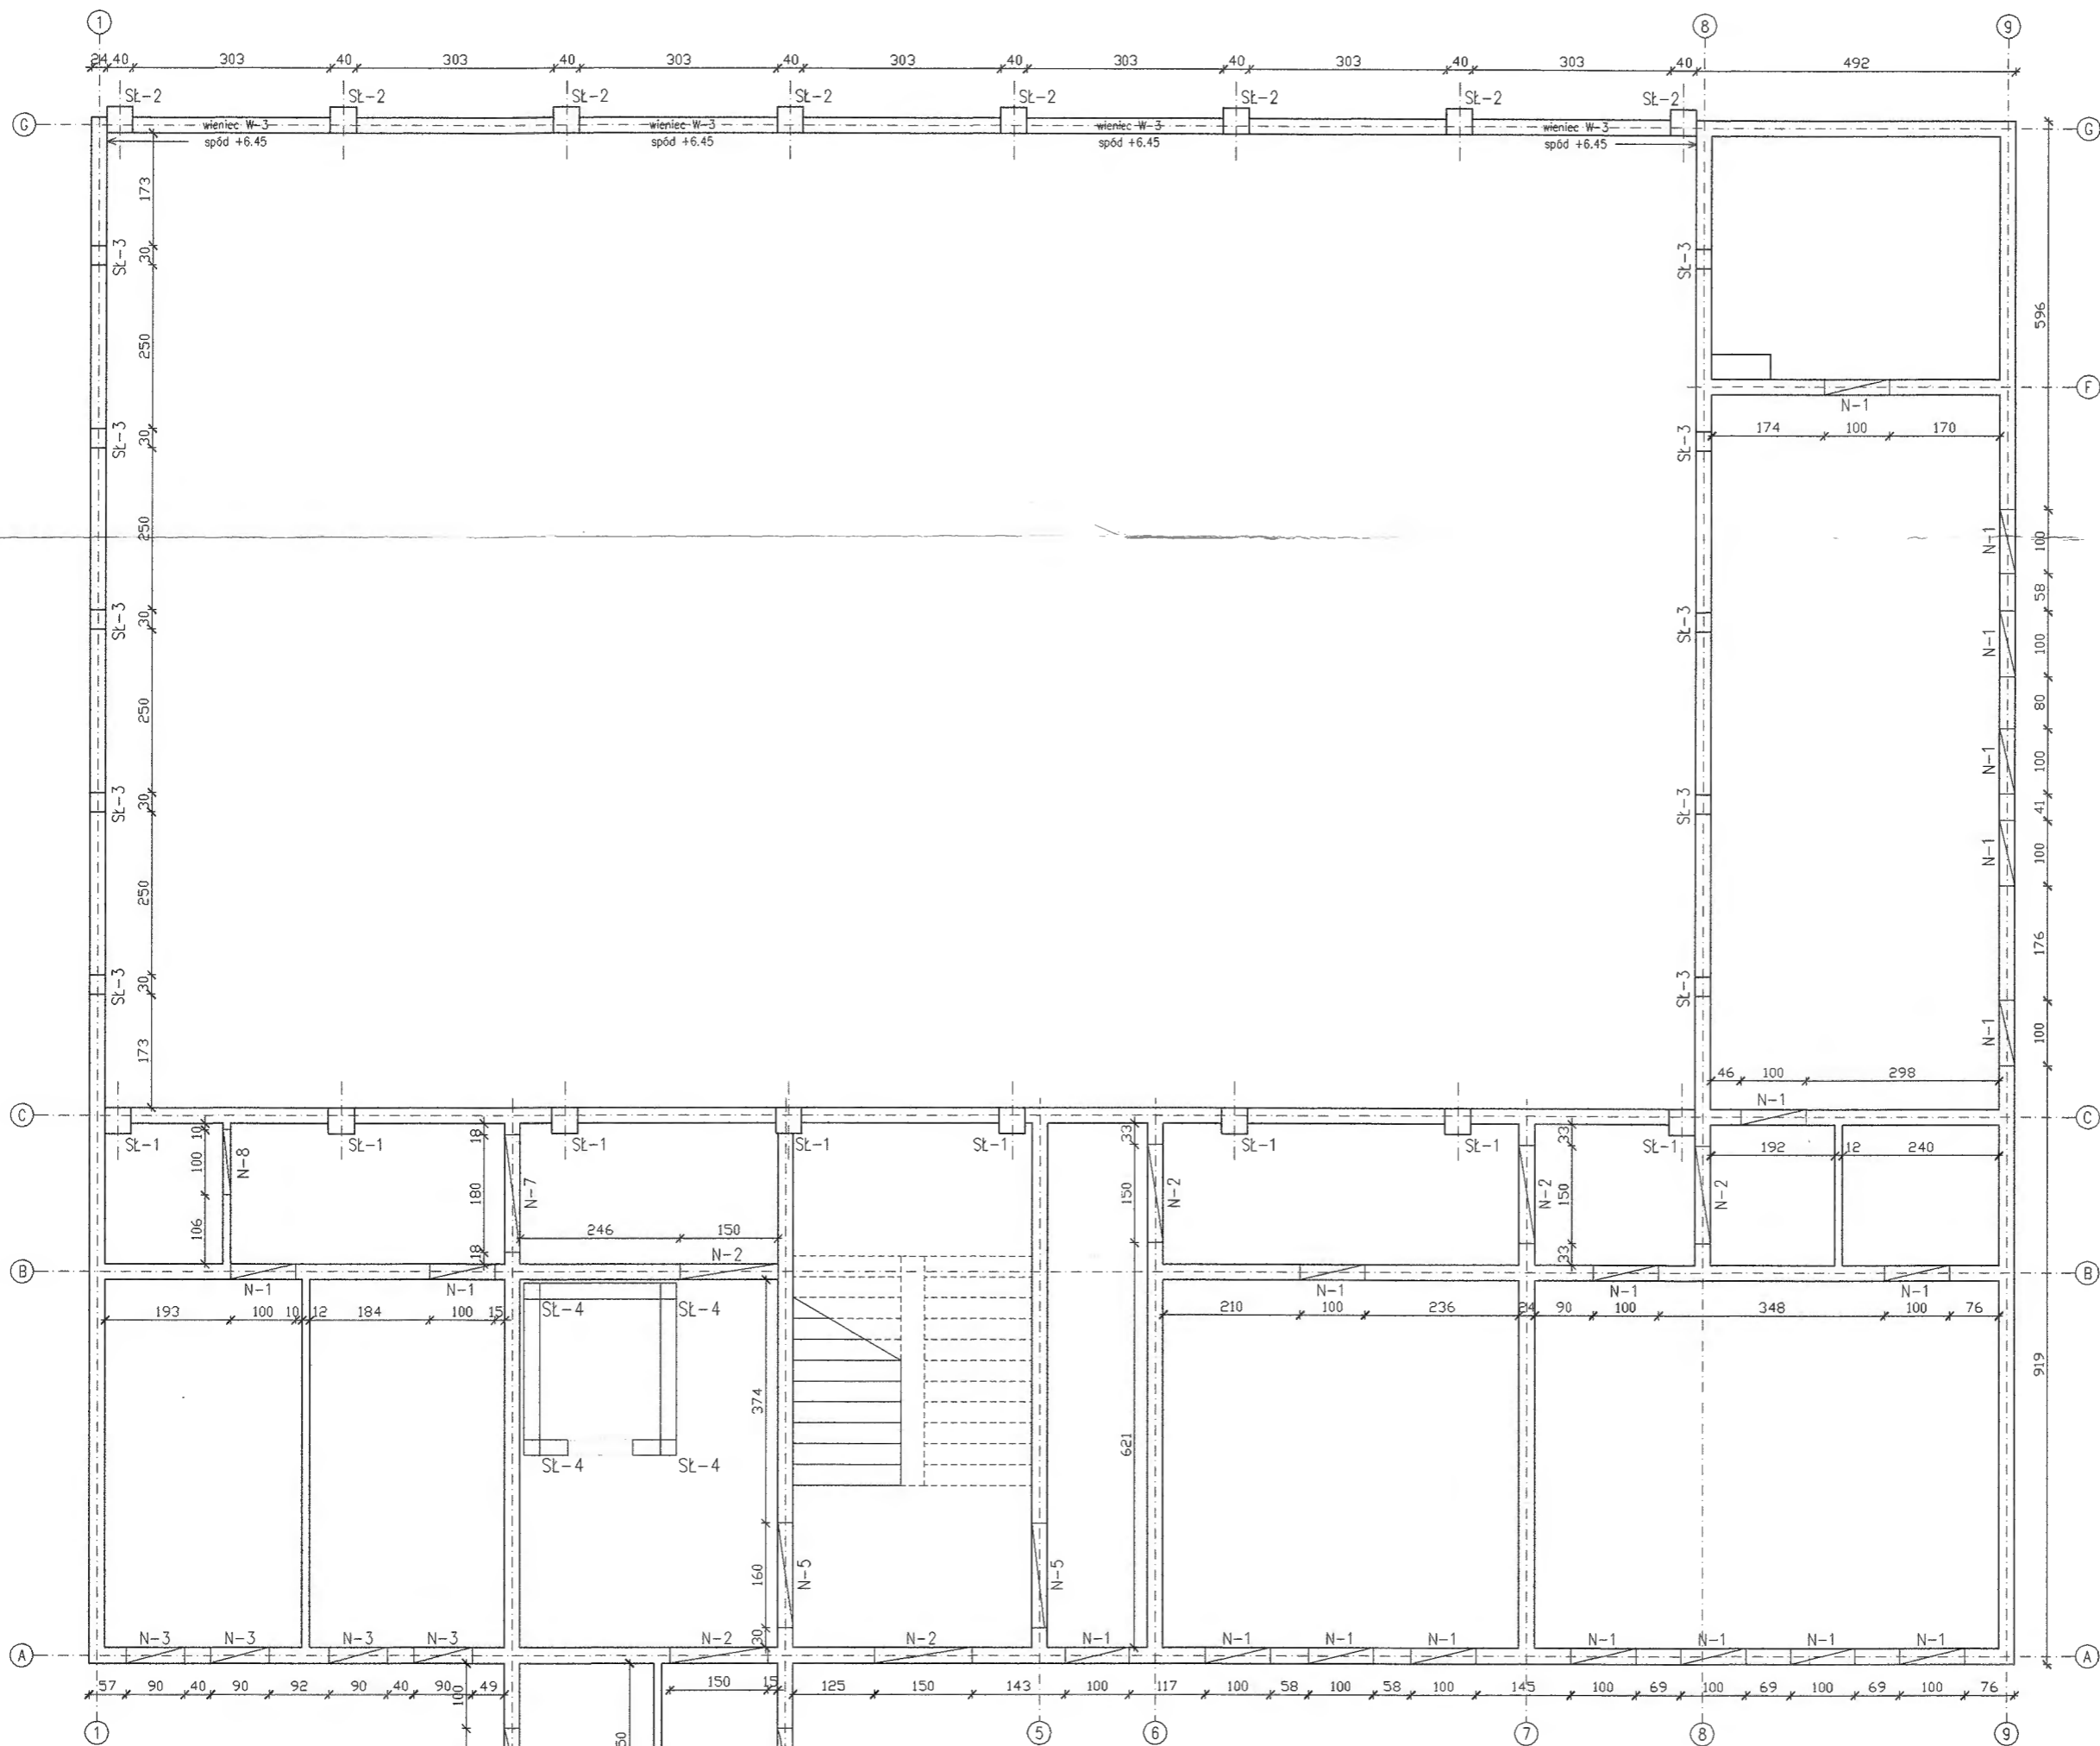 1 8 9
24 40 303 40 303 40 303 40 303 40 303 40 303 40 303 40 492
SŁ-2 SŁ-2 SŁ-2 SŁ-2 SŁ-2 SŁ-2 SŁ-2 SŁ-2
G wieniec W-3 wieniec W-3 wieniec W-3 wieniec W-3 G
spód +6.45 spód +6.45 spód +6.45 spód +6.45
173
SŁ-3 30 SŁ-3
596
250
F
N-1
174 100 170
SŁ-3 30 SŁ-3
250 N-1 100
58
SŁ-3 30 SŁ-3 N-1 100
250 80
N-1 100
SŁ-3 30 SŁ-3 41
N-1 100
250
176
SŁ-3 30 SŁ-3
173 N-1 100
46 100 298
N-1
C C
SŁ-1 SŁ-1 SŁ-1 SŁ-1 SŁ-1 SŁ-1 SŁ-1 SŁ-1
10 100 106 N-8 18 180 18 N-7 33 150 N-2 N-2 33 150 33 N-2 192 12 240
246 150
N-2
B B
N-1 N-1 N-1 N-1 N-1
193 100 10 12 184 100 15 SŁ-4 SŁ-4 210 100 236 24 90 100 348 100 76
374
919
621
SŁ-4 SŁ-4
160 N-5 N-5
30
N-3 N-3 N-3 N-3 N-2 N-2 N-1 N-1 N-1 N-1 N-1 N-1 N-1 N-1
A A
57 90 40 90 92 90 40 90 49 100 150 15 125 150 143 100 117 100 58 100 58 100 145 100 69 100 69 100 69 100 76
1 5 6 7 8 9